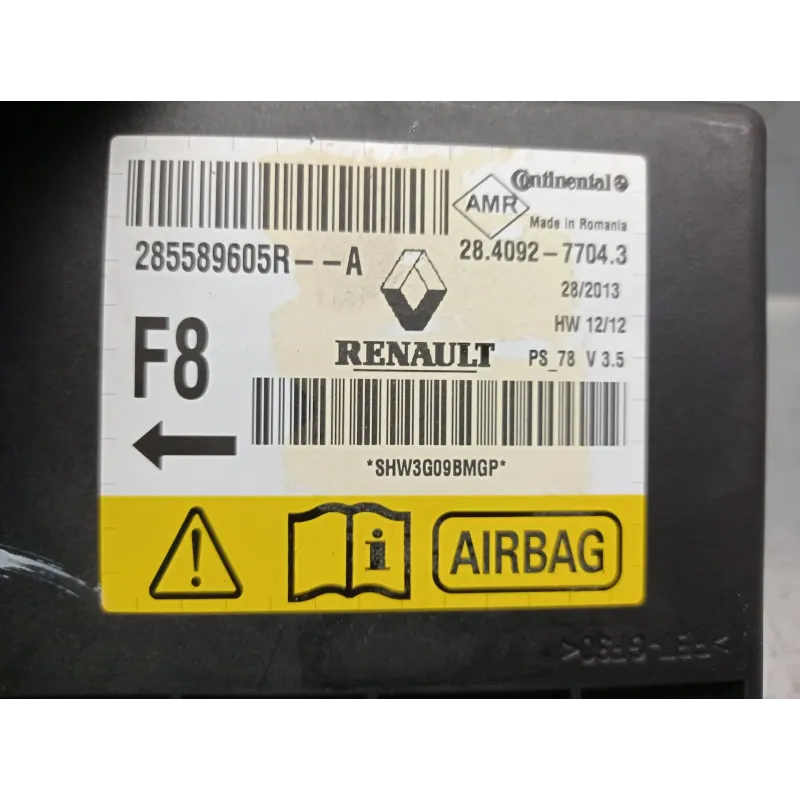 Continental
AMR
Made in Romania
285589605R--A
28.4092-7704.3
28/2013
HW 12/12
F8
RENAULT
PS_78 V 3.5
*SHW3G09BMGP*
i
AIRBAG